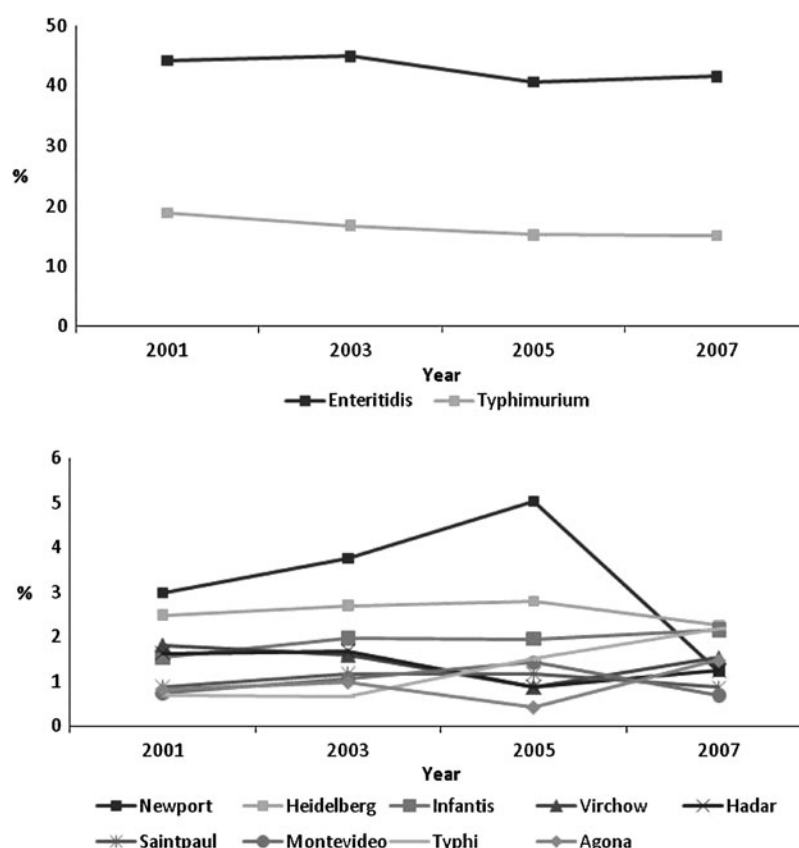 50
40
30
%
20
10
0
2001 2003 2005 2007
Year
Enteritidis Typhimurium
6
5
4
%
3
2
1
0
2001 2003 2005 2007
Year
Newport Heidelberg Infantis Virchow Hadar
Saintpaul Montevideo Typhi Agona